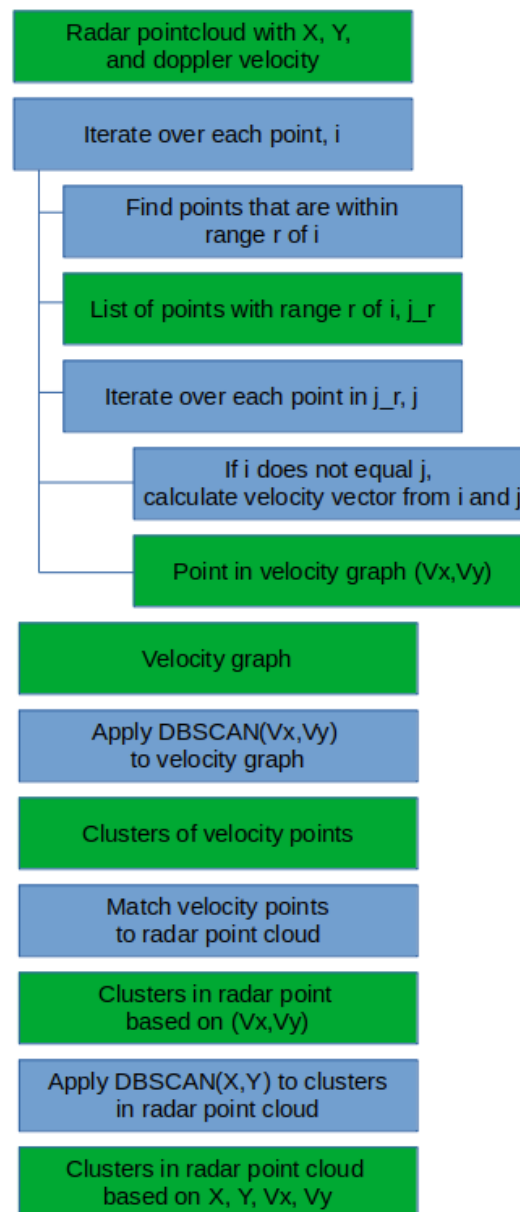 Radar pointcloud with X, Y,
and doppler velocity
Iterate over each point, i
Find points that are within
range r of i
List of points with range r of i, j_r
Iterate over each point in j_r, j
If i does not equal j,
calculate velocity vector from i and j
Point in velocity graph (Vx,Vy)
Velocity graph
Apply DBSCAN(Vx,Vy)
to velocity graph
Clusters of velocity points
Match velocity points
to radar point cloud
Clusters in radar point
based on (Vx,Vy)
Apply DBSCAN(X,Y) to clusters
in radar point cloud
Clusters in radar point cloud
based on X, Y, Vx, Vy